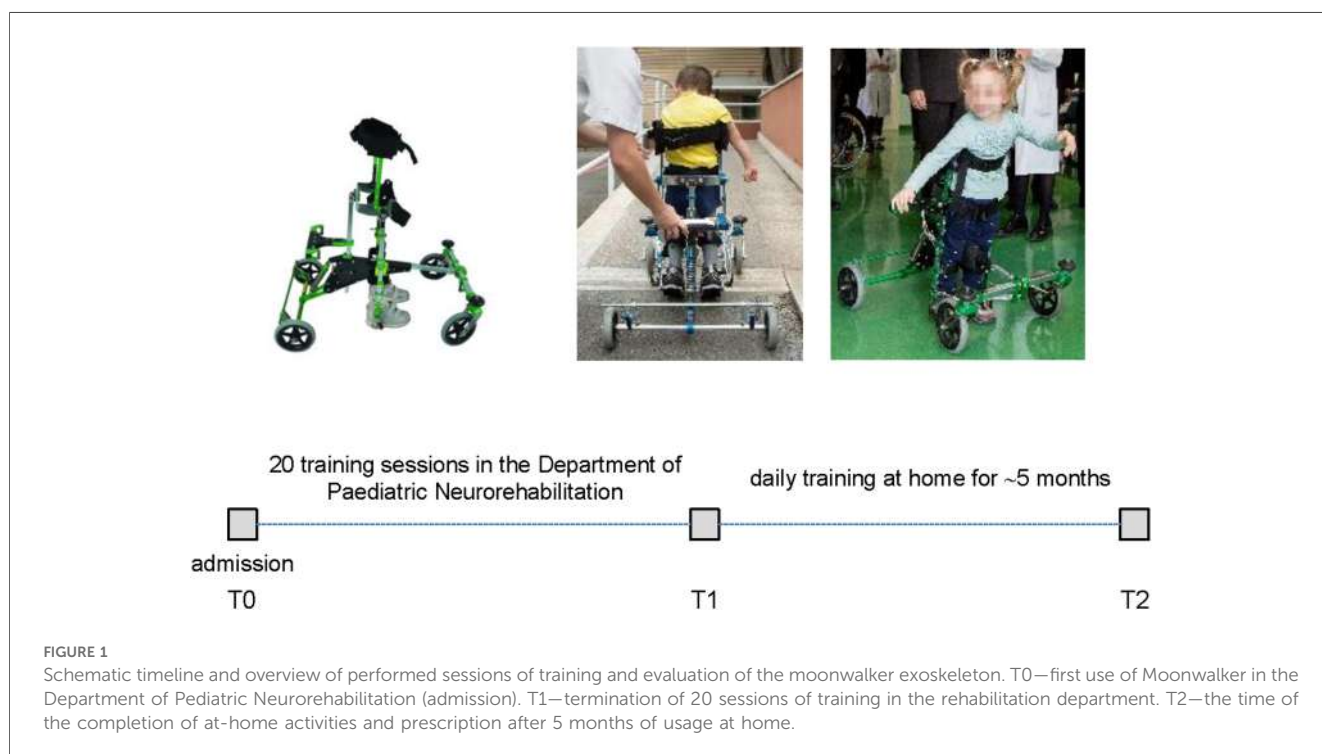 20 training sessions in the Department of
Paediatric Neurorehabilitation
daily training at home for ~5 months
admission
T0
T1
T2
FIGURE 1
Schematic timeline and overview of performed sessions of training and evaluation of the moonwalker exoskeleton. T0—first use of Moonwalker in the
Department of Pediatric Neurorehabilitation (admission). T1—termination of 20 sessions of training in the rehabilitation department. T2—the time of
the completion of at-home activities and prescription after 5 months of usage at home.